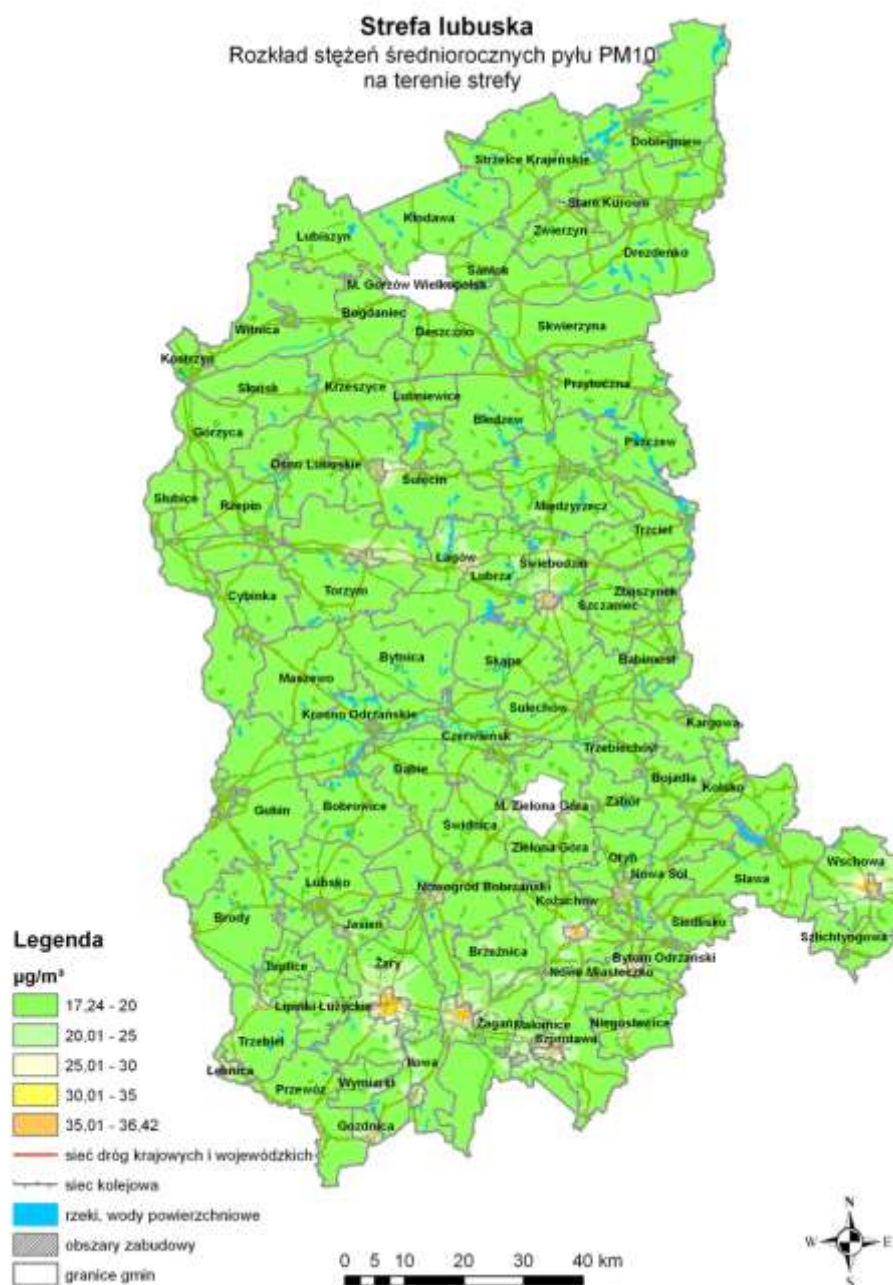 Strefa lubuska
Rozkład stężeń średniorocznych pyłu PM10
na terenie strefy
Dobiegniew
Strzelce Krajeńskie
Stare Kurowo
Kłodawa
Zwierzyn
Lubiszyn
Drezdenko
Santok
M. Gorzów Wielkopolski
Bogdaniec
Skwierzyna
Deszczno
Witnica
Kostrzyn
Przytoczna
Słońsk
Krzeszyce
Lubniewice
Bledzew
Górzyca
Pszczew
Ośno Lubuskie
Sulęcin
Słubice
Rzepin
Międzyrzecz
Trzciel
Łagów
Świebodzin
Lubrza
Torzym
Cybinka
Zbąszynek
Szczaniec
Bytnica
Skąpe
Babimost
Maszewo
Krosno Odrzańskie
Sulechów
Kargowa
Czerwieńsk
Trzebiechów
Dąbie
Bojadła
Kolsko
Gubin
Bobrowice
M. Zielona Góra
Zabór
Świdnica
Zielona Góra
Otyń
Wschowa
Nowa Sól
Sława
Lubsko
Nowogród Bobrzański
Kożuchów
Brody
Jasień
Siedlisko
Szlichtyngowa
Brzeźnica
Bytom Odrzański
Tuplice
Żary
Nowe Miasteczko
Lipinki Łużyckie
Żagań
Małomice
Niegosławice
Szprotawa
Trzebiel
Iłowa
Łęknica
Przewóz
Wymiarki
Gozdnica
Legenda
µg/m³
17,24 - 20
20,01 - 25
25,01 - 30
30,01 - 35
35,01 - 36,42
sieć dróg krajowych i wojewódzkich
siec kolejowa
rzeki, wody powierzchniowe
obszary zabudowy
granice gmin
0 5 10 20 30 40 km
N
W E
S